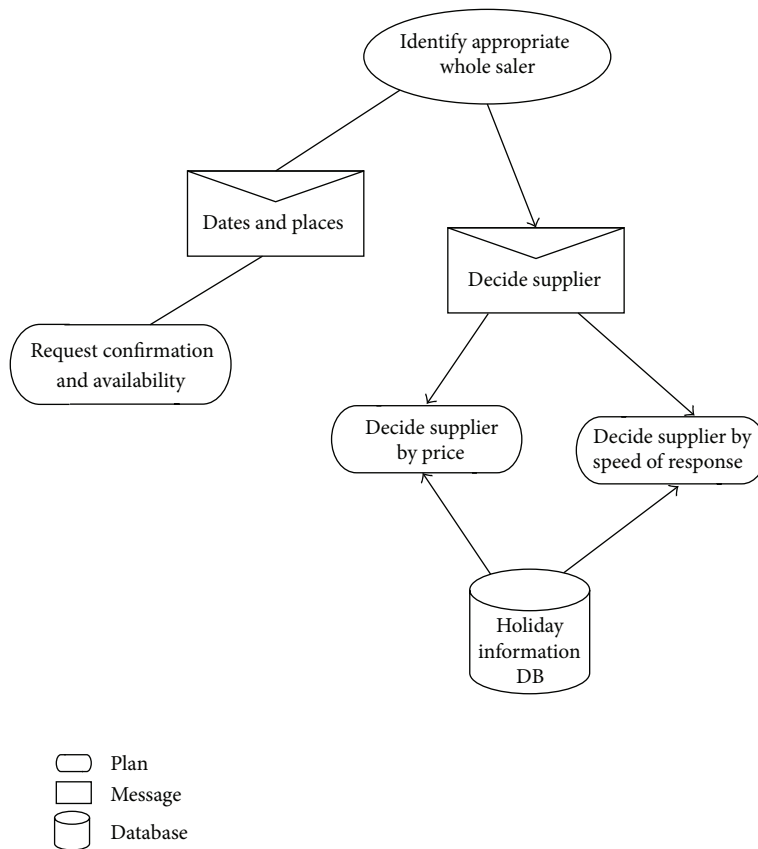 Identify appropriate
whole saler
Dates and places
Decide supplier
Request confirmation
and availability
Decide supplier
by price
Decide supplier by
speed of response
Holiday
information
DB
Plan
Message
Database